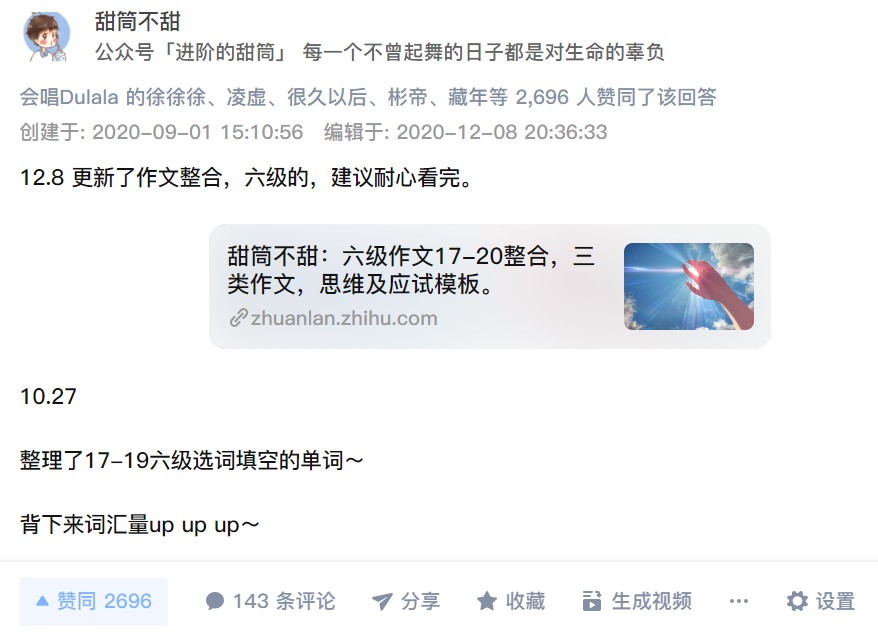 甜筒不甜
公众号「进阶的甜筒」 每一个不曾起舞的日子都是对生命的辜负
会唱Dulala 的徐徐徐、凌虚、很久以后、彬帝、藏年等 2,696 人赞同了该回答
创建于: 2020-09-01 15:10:56 编辑于: 2020-12-08 20:36:33
12.8 更新了作文整合，六级的，建议耐心看完。
甜筒不甜：六级作文17-20整合，三
类作文，思维及应试模板。
zhuanlan.zhihu.com
10.27
整理了17-19六级选词填空的单词～
背下来词汇量up up up～
赞同 2696 143 条评论 分享 收藏 生成视频 ··· 设置